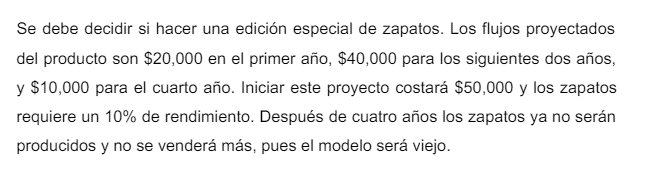 Se debe decidir si hacer una edición especial de zapatos. Los flujos proyectados
del producto son $20,000 en el primer año, $40,000 para los siguientes dos años,
y $10,000 para el cuarto año. Iniciar este proyecto costará $50,000 y los zapatos
requiere un 10% de rendimiento. Después de cuatro años los zapatos ya no serán
producidos y no se venderá más, pues el modelo será viejo.